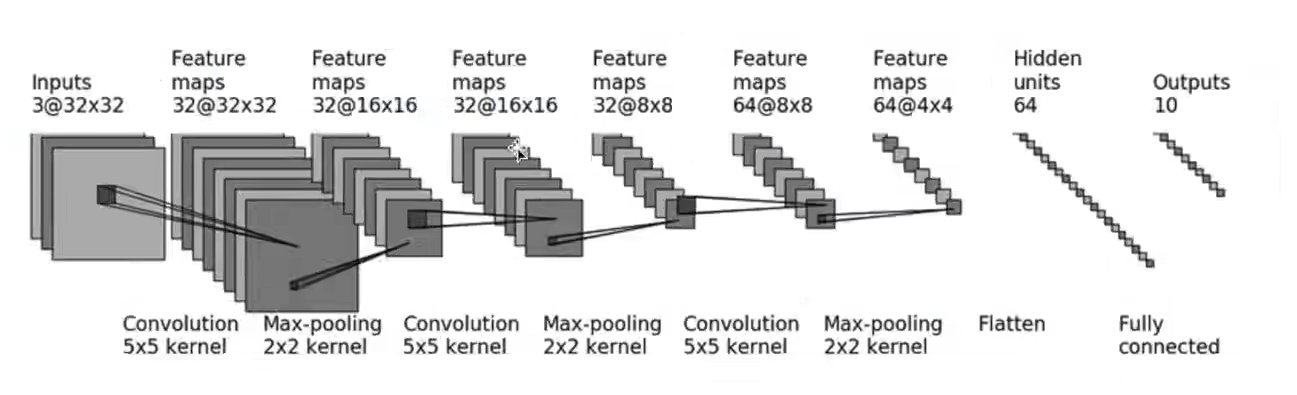 Inputs
3@32x32
Feature
maps
32@32x32
Feature
maps
32@16x16
Feature
maps
32@16x16
Feature
maps
32@8x8
Feature
maps
64@8x8
Feature
maps
64@4x4
Hidden
units
64
Outputs
10
Convolution
5x5 kernel
Max-pooling
2x2 kernel
Convolution
5x5 kernel
Max-pooling
2x2 kernel
Convolution
5x5 kernel
Max-pooling
2x2 kernel
Flatten
Fully
connected